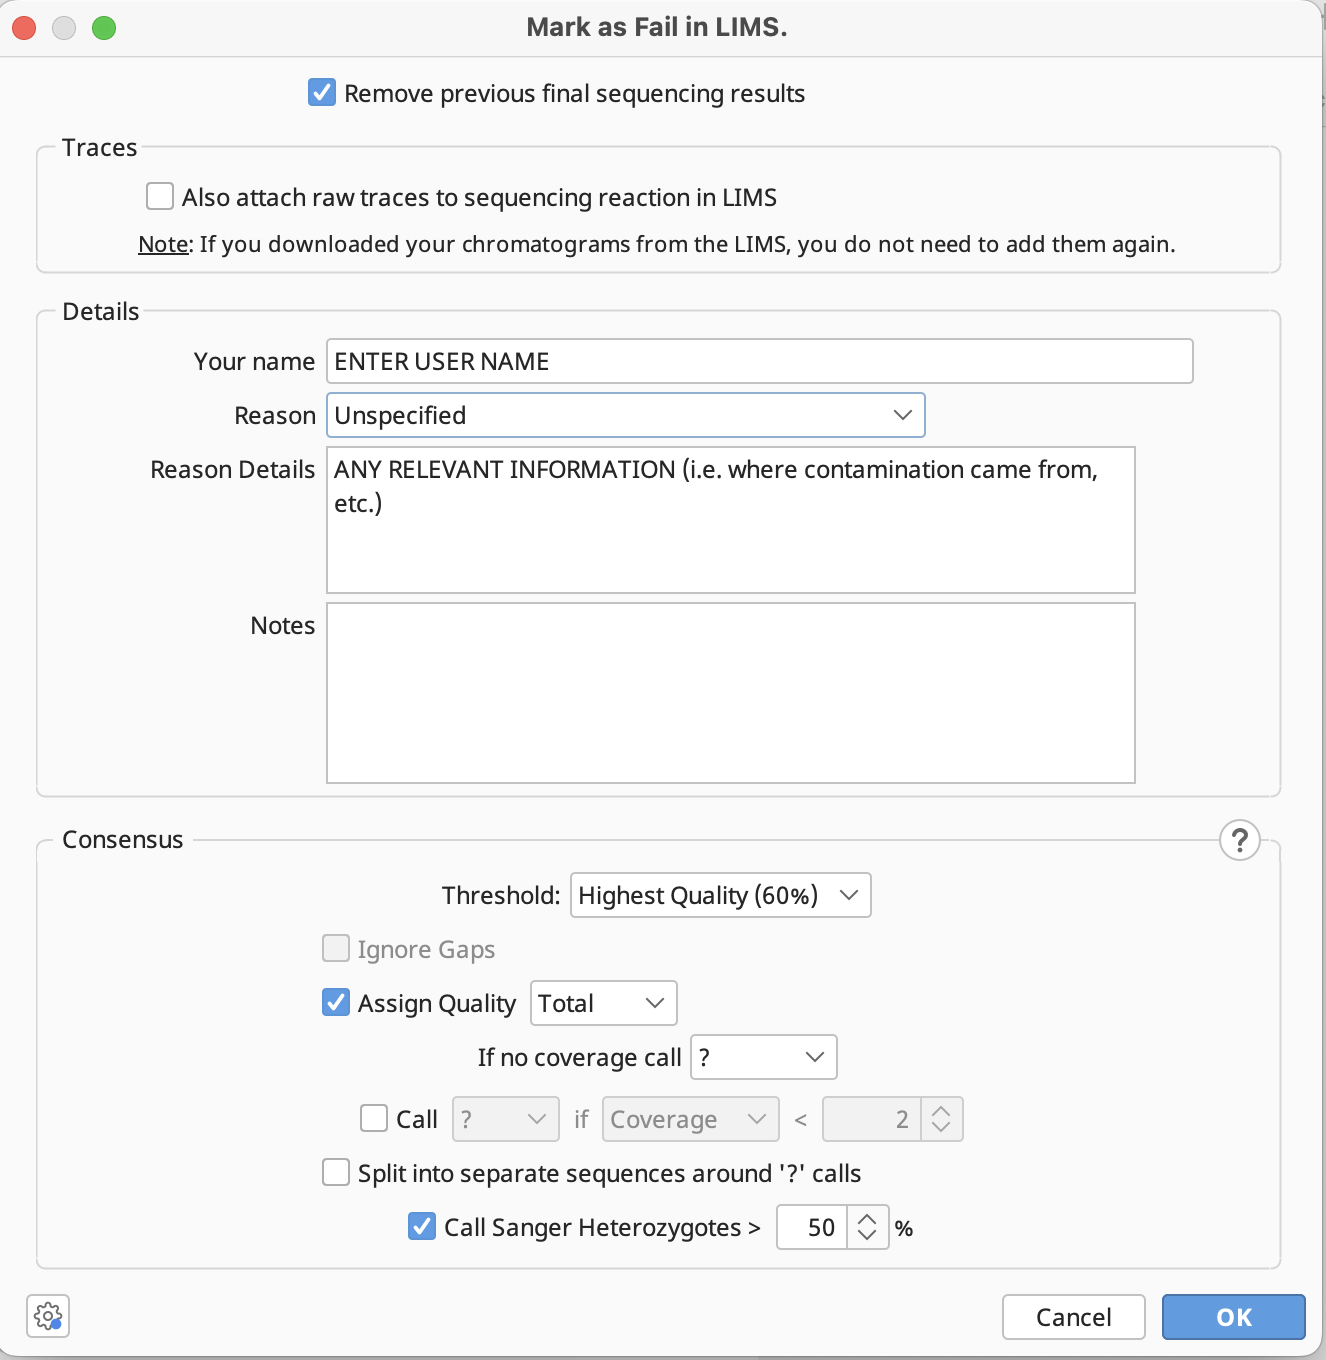 Mark as Fail in LIMS.
Remove previous final sequencing results
Traces
Also attach raw traces to sequencing reaction in LIMS
Note: If you downloaded your chromatograms from the LIMS, you do not need to add them again.
Details
Your name ENTER USER NAME
Reason Unspecified
Reason Details ANY RELEVANT INFORMATION (i.e. where contamination came from,
etc.)
Notes
Consensus ?
Threshold: Highest Quality (60%)
Ignore Gaps
Assign Quality Total
If no coverage call ?
Call ? if Coverage < 2
Split into separate sequences around '?' calls
Call Sanger Heterozygotes > 50 %
Cancel OK